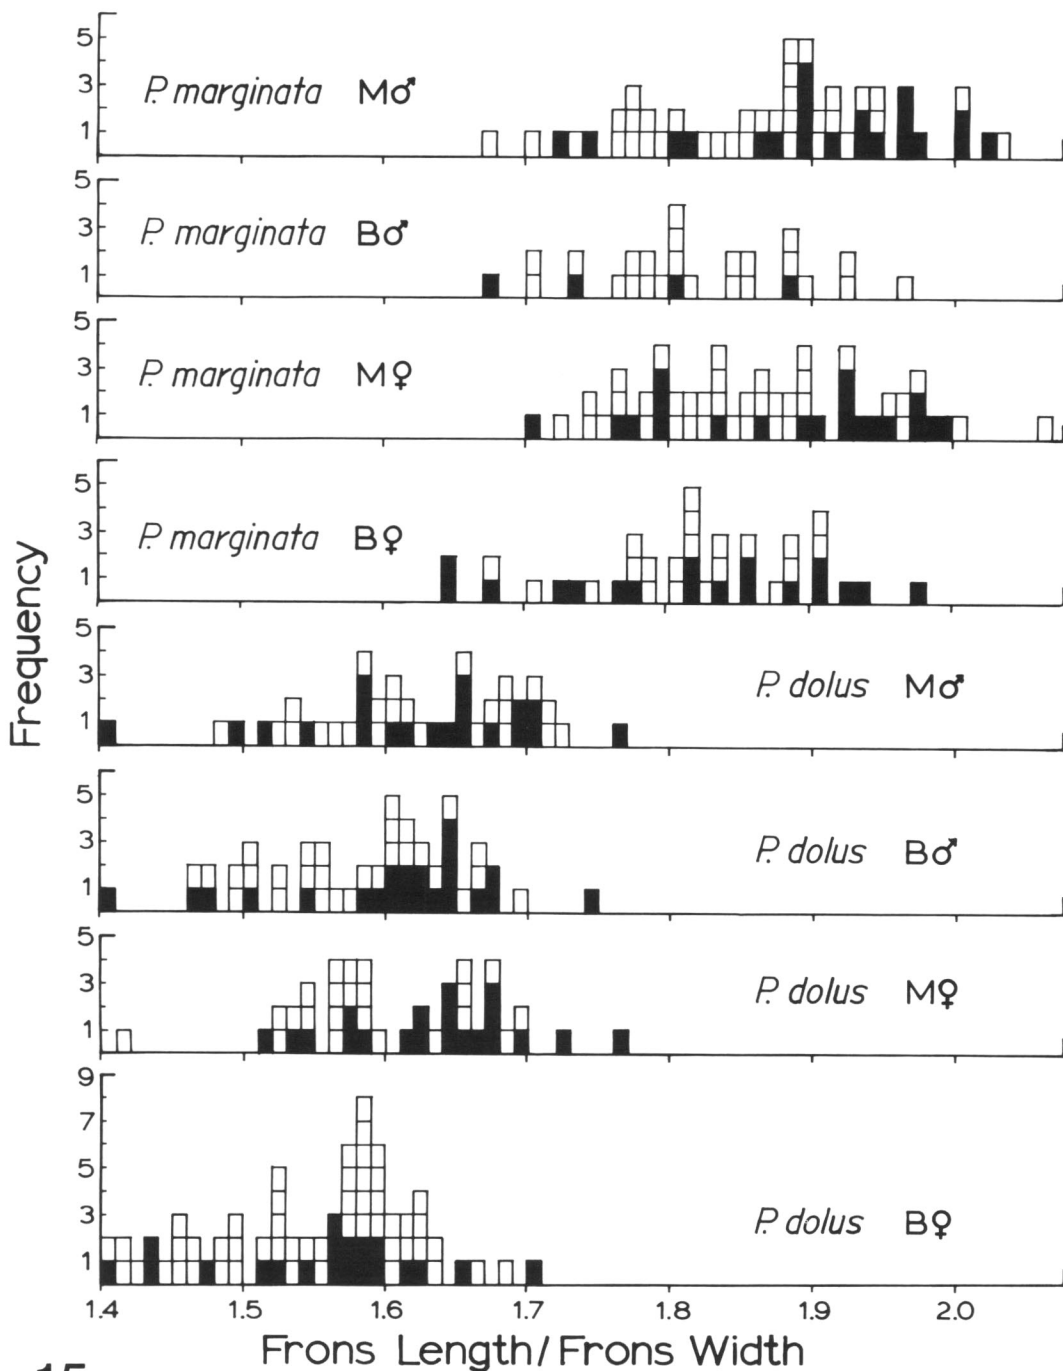 5
3
1
P. marginata M♂
5
3
1
P. marginata B♂
5
3
1
P. marginata M♀
5
3
1
P. marginata B♀
5
3
1
P. dolus M♂
5
3
1
P. dolus B♂
5
3
1
P. dolus M♀
9
7
5
3
1
P. dolus B♀
Frequency
1.4 1.5 1.6 1.7 1.8 1.9 2.0
Frons Length/Frons Width
15